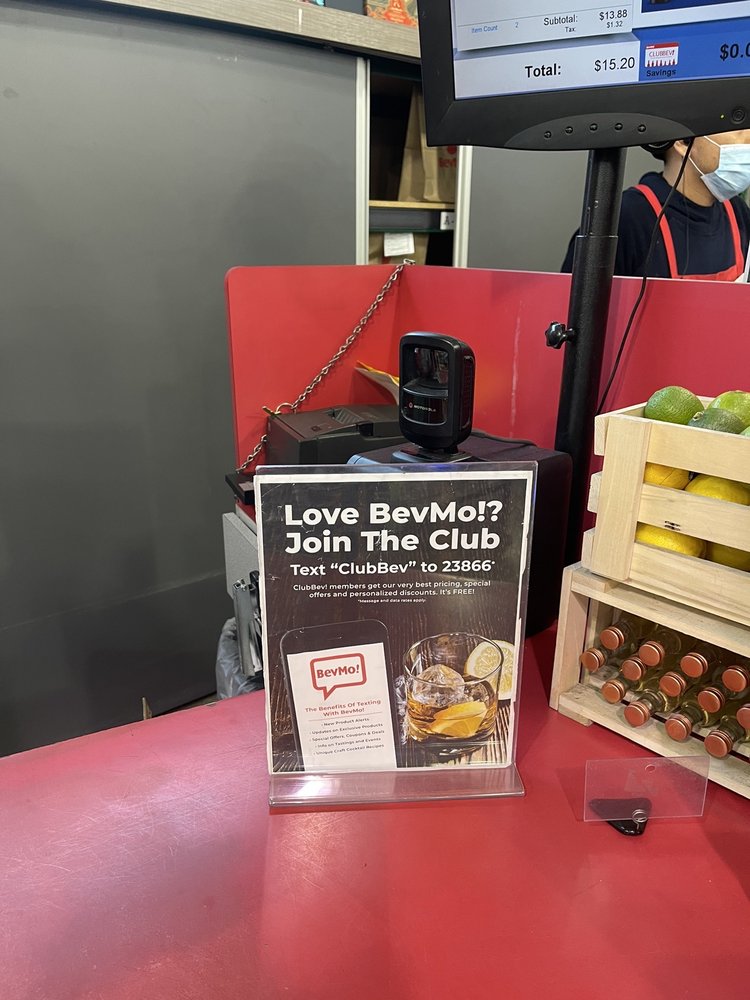 Item Count 2
Subtotal: $13.88
Tax: $1.32
Total: $15.20
CLUBBEV!
Savings
MOTOROLA
Love BevMo!?
Join The Club
Text “ClubBev” to 23866*
ClubBev! members get our very best pricing, special
offers and personalized discounts. It's FREE!
*Message and data rates apply.
BevMo!
The Benefits Of Texting
With BevMo!
· New Product Alerts
· Updates on Exclusive Products
· Special Offers, Coupons & Deals
· Info on Tastings and Events
· Unique Craft Cocktail Recipes